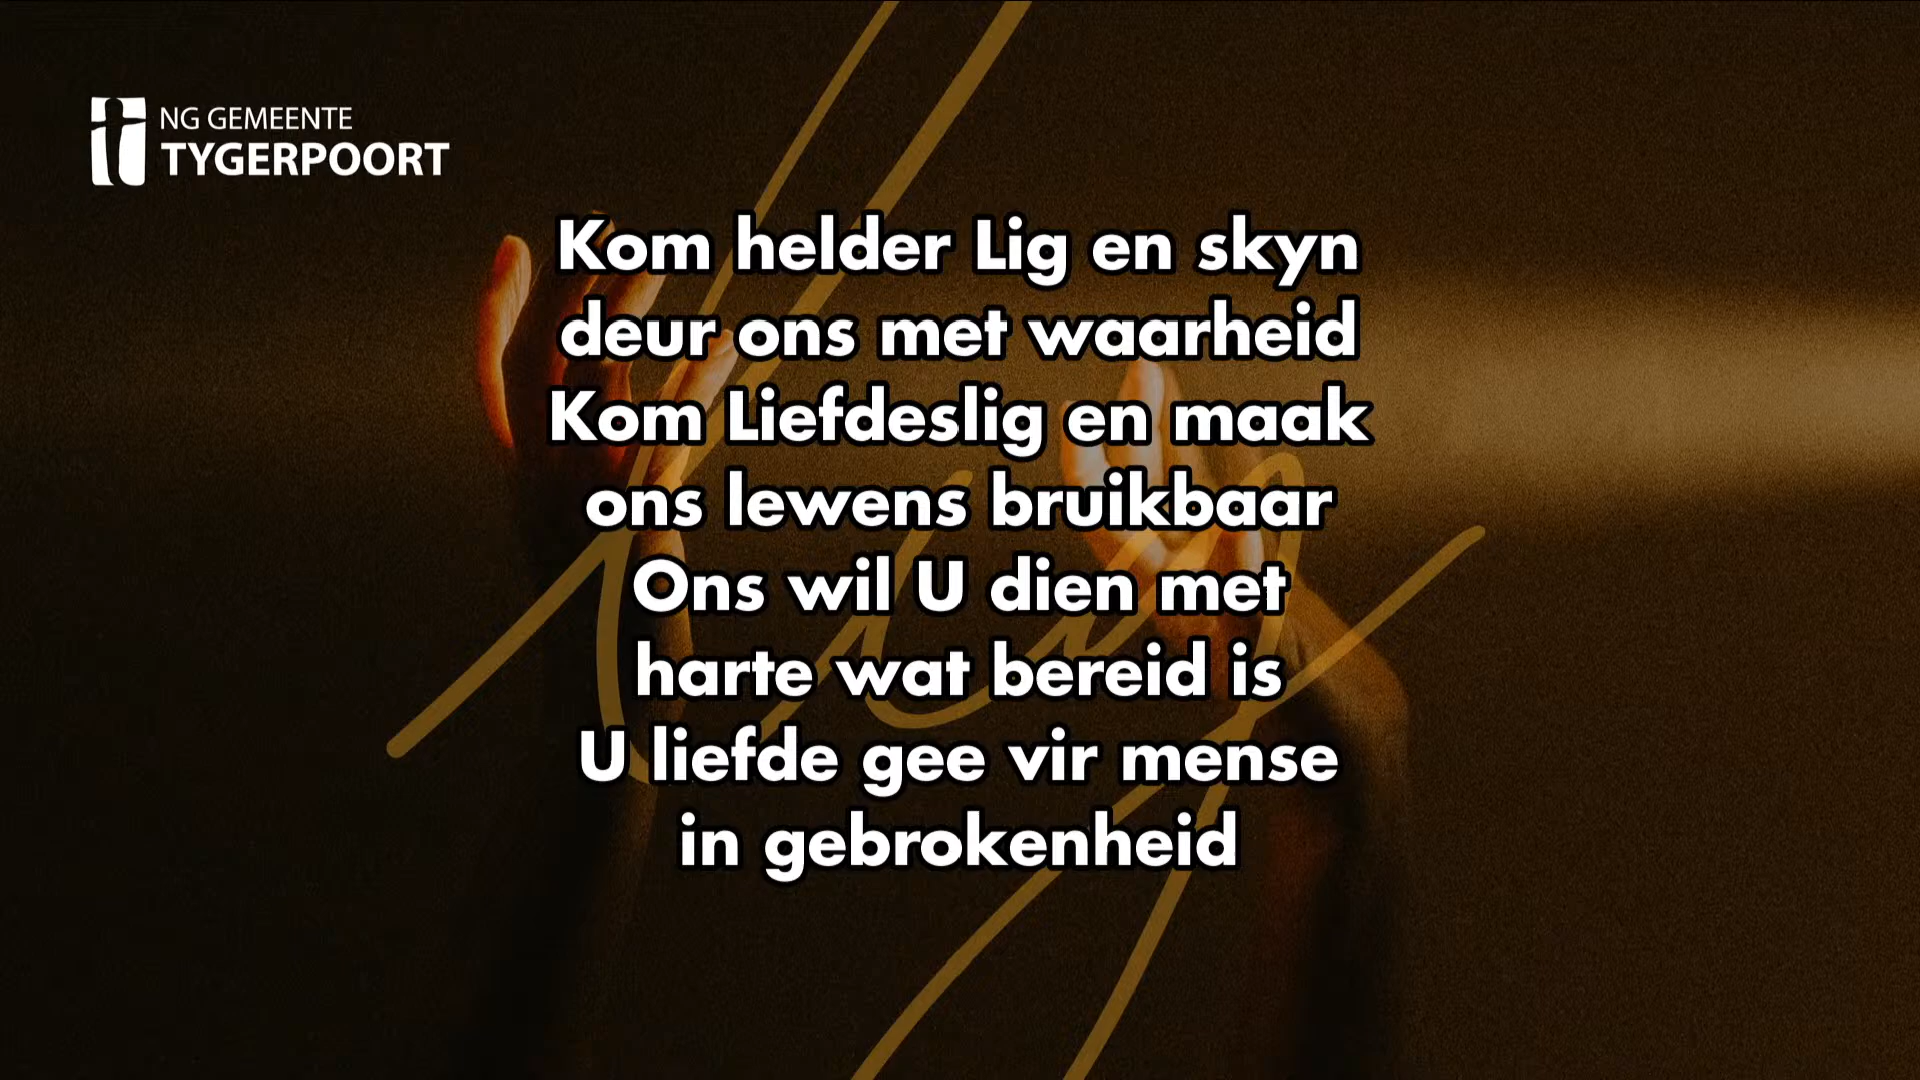 NG GEMEENTE
TYGERPOORT
Kom helder Lig en skyn
deur ons met waarheid
Kom Liefdeslig en maak
ons lewens bruikbaar
Ons wil U dien met
harte wat bereid is
U liefde gee vir mense
in gebrokenheid
lig